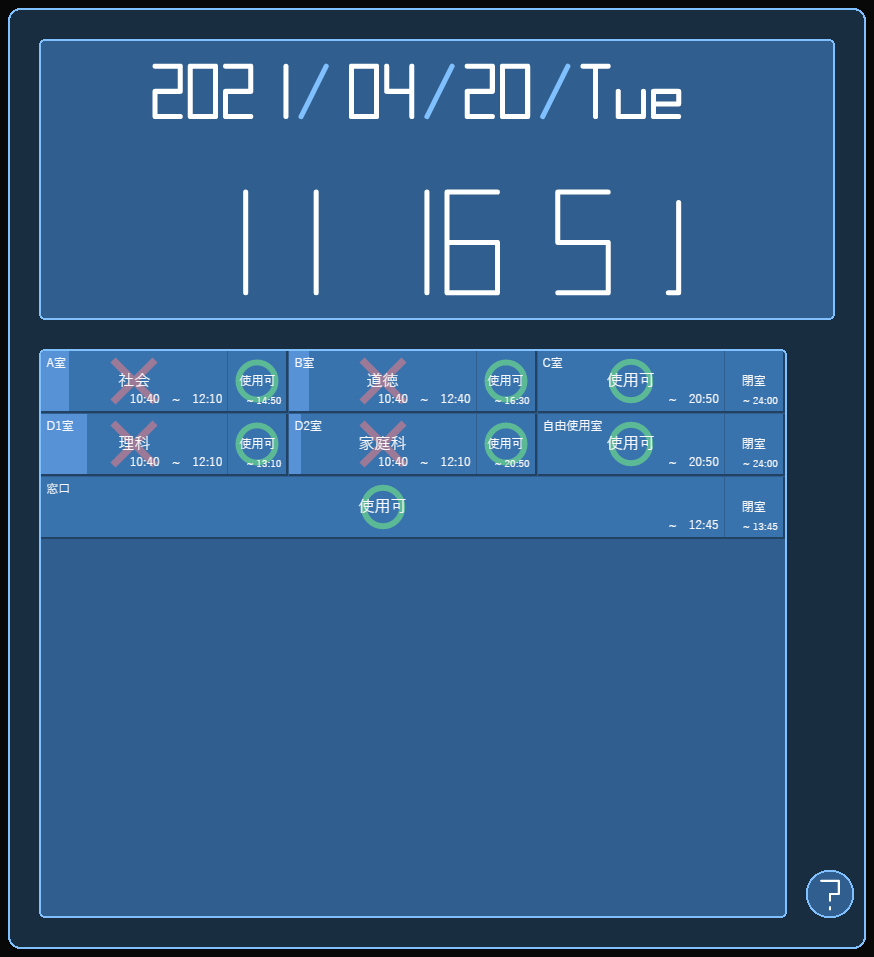 2021/04/20/Tue
11 16 5
A室
社会
10:40 ～ 12:10
使用可
～ 14:50
B室
道徳
10:40 ～ 12:40
使用可
～ 16:30
C室
使用可
～ 20:50
閉室
～ 24:00
D1室
理科
10:40 ～ 12:10
使用可
～ 13:10
D2室
家庭科
10:40 ～ 12:10
使用可
～ 20:50
自由使用室
使用可
～ 20:50
閉室
～ 24:00
窓口
使用可
～ 12:45
閉室
～ 13:45
?